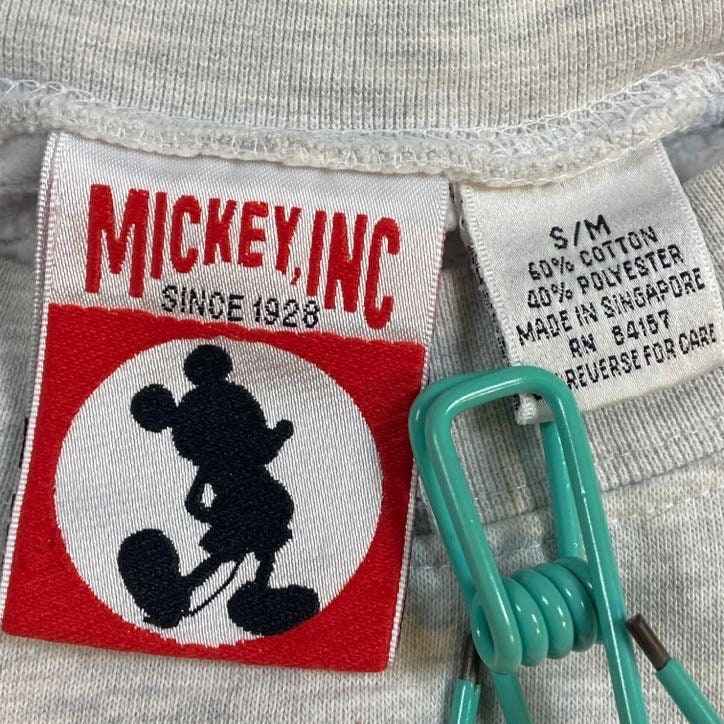 MICKEY, INC
SINCE 1928
S/M
60% COTTON
40% POLYESTER
MADE IN SINGAPORE
RN 84157
REVERSE FOR CARE